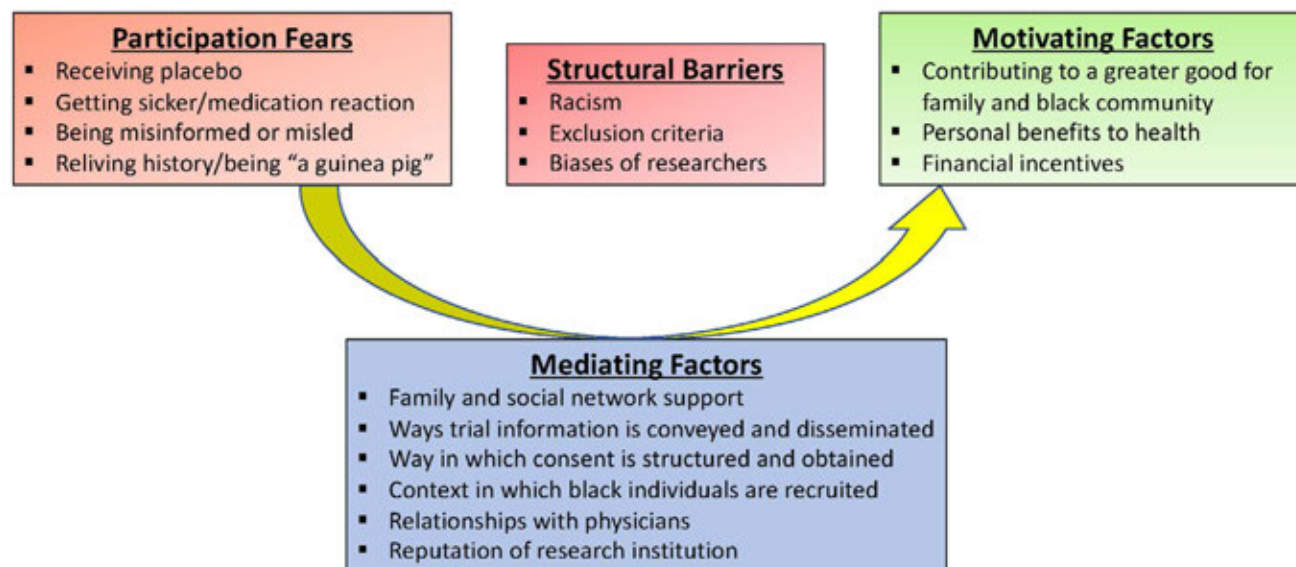 Participation Fears
▪ Receiving placebo
▪ Getting sicker/medication reaction
▪ Being misinformed or misled
▪ Reliving history/being “a guinea pig”
Structural Barriers
▪ Racism
▪ Exclusion criteria
▪ Biases of researchers
Motivating Factors
▪ Contributing to a greater good for
family and black community
▪ Personal benefits to health
▪ Financial incentives
Mediating Factors
▪ Family and social network support
▪ Ways trial information is conveyed and disseminated
▪ Way in which consent is structured and obtained
▪ Context in which black individuals are recruited
▪ Relationships with physicians
▪ Reputation of research institution